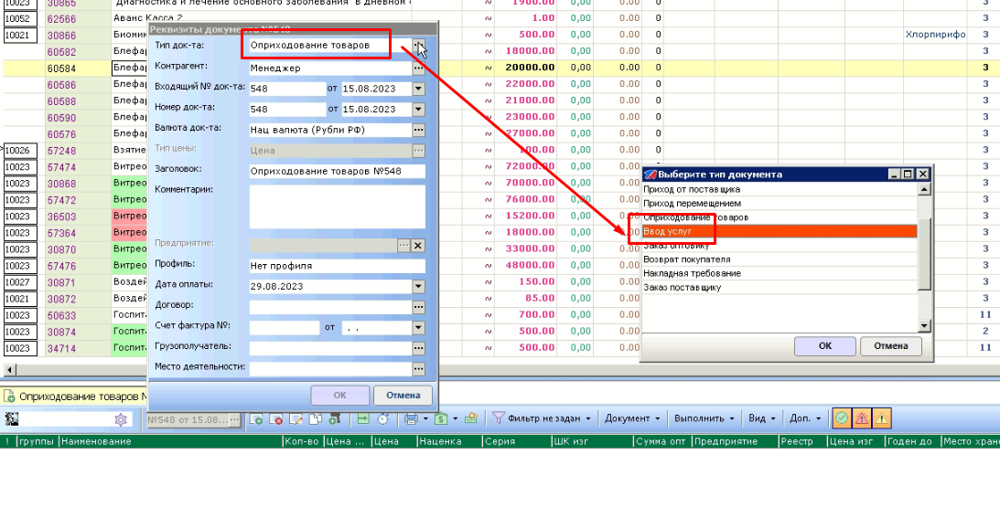 10023 30865 Диагностика и лечение основного заболевания в дневном ~ 1900.00 0,00 0.00 0 3
10052 62566 Аванс Касса 2 ~ 1.00 0,00 0.00 0 3
10021 30866 Биомик ~ 500.00 0,00 0.00 0 Хлорпирифо 3
60582 Блефар ~ 18000.00 0,00 0.00 0 3
60584 Блефар ~ 20000.00 0,00 0.00 0 3
60586 Блефар ~ 22000.00 0,00 0.00 0 3
60588 Блефар ~ 21000.00 0,00 0.00 0 3
60590 Блефар ~ 23000.00 0,00 0.00 0 3
60576 Блефар ~ 27000.00 0,00 0.00 0 3
10026 57248 Взятие ~ 100.00 0,00 0.00 0 3
10023 57474 Витрео ~ 72000.00 0,00 0.00 3
10023 30868 Витрео ~ 70000.00 0,00 0.00 3
10023 57472 Витрео ~ 76000.00 0,00 0.00 3
10023 36503 Витрео ~ 15200.00 0,00 0.00 3
10023 57364 Витрео ~ 18000.00 0,00 0.00 3
10023 30870 Витрео ~ 33000.00 0,00 0.00 3
10023 57476 Витрео ~ 48000.00 0,00 0.00 3
10027 30871 Воздей ~ 150.00 0,00 0.00 3
10021 30872 Воздей ~ 85.00 0,00 0.00 3
10023 50633 Госпит ~ 700.00 0,00 0.00 11
10023 30874 Госпит ~ 500.00 0,00 0.00 2
10023 34714 Госпит ~ 500.00 0,00 0.00 11
Реквизиты документа №548
Тип док-та: Оприходование товаров
Контрагент: Менеджер
Входящий № док-та: 548 от 15.08.2023
Номер док-та: 548 от 15.08.2023
Валюта док-та: Нац валюта (Рубли РФ)
Тип цены: Цена
Заголовок: Оприходование товаров №548
Комментарии:
Предприятие:
Профиль: Нет профиля
Дата оплаты: 29.08.2023
Договор:
Счет фактура №: от . .
Грузополучатель:
Место деятельности:
ОК Отмена
Выберите тип документа
Приход от поставщика
Приход перемещением
Оприходование товаров
Ввод услуг
Заказ оптовику
Возврат покупателя
Накладная требование
Заказ поставщику
ОК Отмена
Оприходование товаров №
№548 от 15.08... Фильтр не задан Документ Выполнить Вид Доп.
! группы Наименование Кол-во Цена ... Цена Наценка Серия ШК изг Сумма опт Предприятие Реестр Цена изг Годен до Место хран